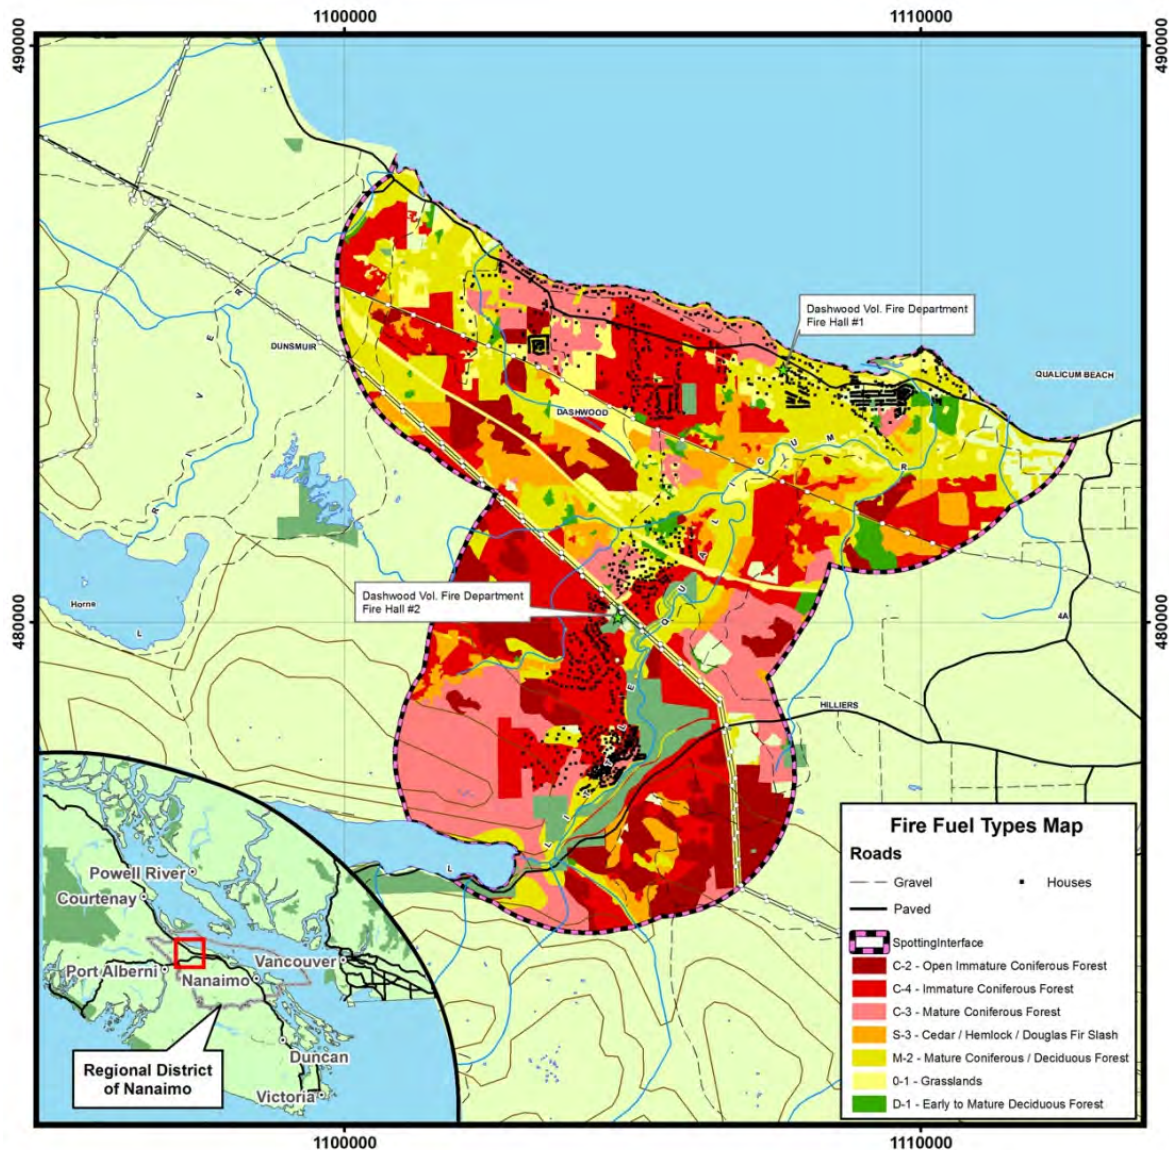 1100000
1110000
490000
490000
Dashwood Vol. Fire Department
Fire Hall #1
DUNSMUIR
QUALICUM BEACH
DASHWOOD
R I V E R
Q U A L I C U M R
Horne
L
Dashwood Vol. Fire Department
Fire Hall #2
480000
480000
4A
HILLIERS
L I T T L E
L
Powell River
Courtenay
Port Alberni
Nanaimo
Vancouver
Duncan
Victoria
Regional District
of Nanaimo
Fire Fuel Types Map
Roads
Gravel
Houses
Paved
SpottingInterface
C-2 - Open Immature Coniferous Forest
C-4 - Immature Coniferous Forest
C-3 - Mature Coniferous Forest
S-3 - Cedar / Hemlock / Douglas Fir Slash
M-2 - Mature Coniferous / Deciduous Forest
0-1 - Grasslands
D-1 - Early to Mature Deciduous Forest
1100000
1110000